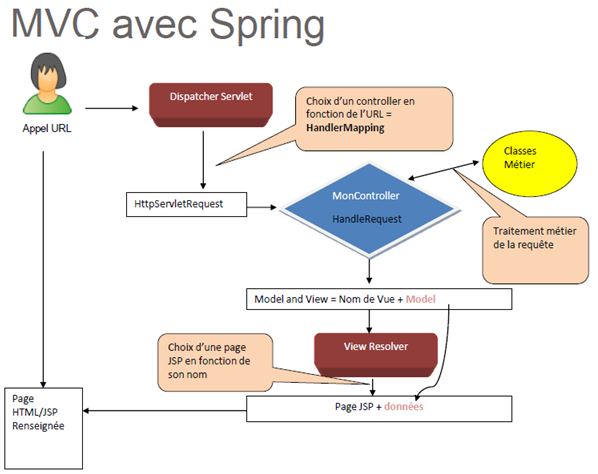 MVC avec Spring
Appel URL
Dispatcher Servlet
Choix d'un controller en
fonction de l'URL =
HandlerMapping
Classes
Métier
HttpServletRequest
MonController
HandleRequest
Traitement métier
de la requête
Model and View = Nom de Vue + Model
Choix d'une page
JSP en fonction de
son nom
View Resolver
Page JSP + données
Page
HTML/JSP
Renseignée